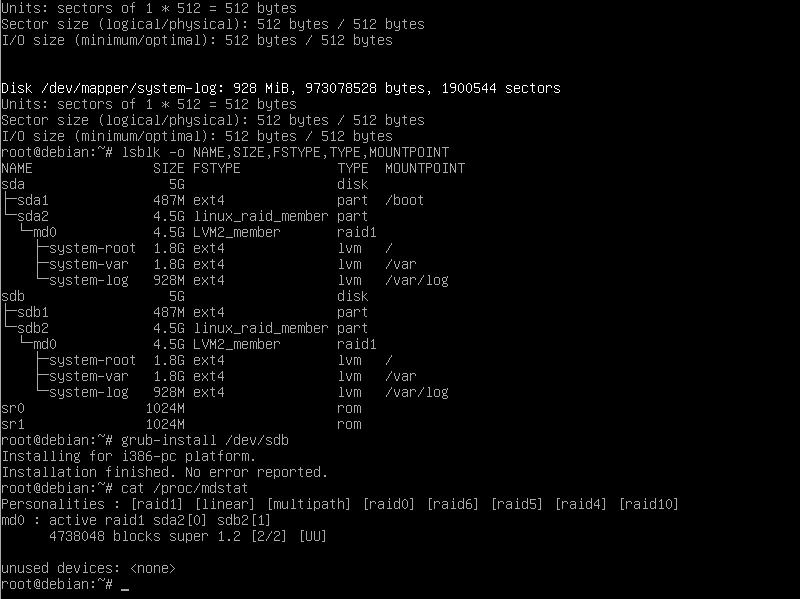 Units: sectors of 1 * 512 = 512 bytes
Sector size (logical/physical): 512 bytes / 512 bytes
I/O size (minimum/optimal): 512 bytes / 512 bytes
Disk /dev/mapper/system-log: 928 MiB, 973078528 bytes, 1900544 sectors
Units: sectors of 1 * 512 = 512 bytes
Sector size (logical/physical): 512 bytes / 512 bytes
I/O size (minimum/optimal): 512 bytes / 512 bytes
root@debian:~# lsblk -o NAME,SIZE,FSTYPE,TYPE,MOUNTPOINT
NAME                SIZE FSTYPE            TYPE  MOUNTPOINT
sda                   5G                   disk
├─sda1              487M ext4              part  /boot
└─sda2              4.5G linux_raid_member part
  └─md0             4.5G LVM2_member       raid1
    ├─system-root   1.8G ext4              lvm   /
    ├─system-var    1.8G ext4              lvm   /var
    └─system-log    928M ext4              lvm   /var/log
sdb                   5G                   disk
├─sdb1              487M ext4              part
└─sdb2              4.5G linux_raid_member part
  └─md0             4.5G LVM2_member       raid1
    ├─system-root   1.8G ext4              lvm   /
    ├─system-var    1.8G ext4              lvm   /var
    └─system-log    928M ext4              lvm   /var/log
sr0                1024M                   rom
sr1                1024M                   rom
root@debian:~# grub-install /dev/sdb
Installing for i386-pc platform.
Installation finished. No error reported.
root@debian:~# cat /proc/mdstat
Personalities : [raid1] [linear] [multipath] [raid0] [raid6] [raid5] [raid4] [raid10]
md0 : active raid1 sda2[0] sdb2[1]
      4738048 blocks super 1.2 [2/2] [UU]
unused devices: <none>
root@debian:~# _